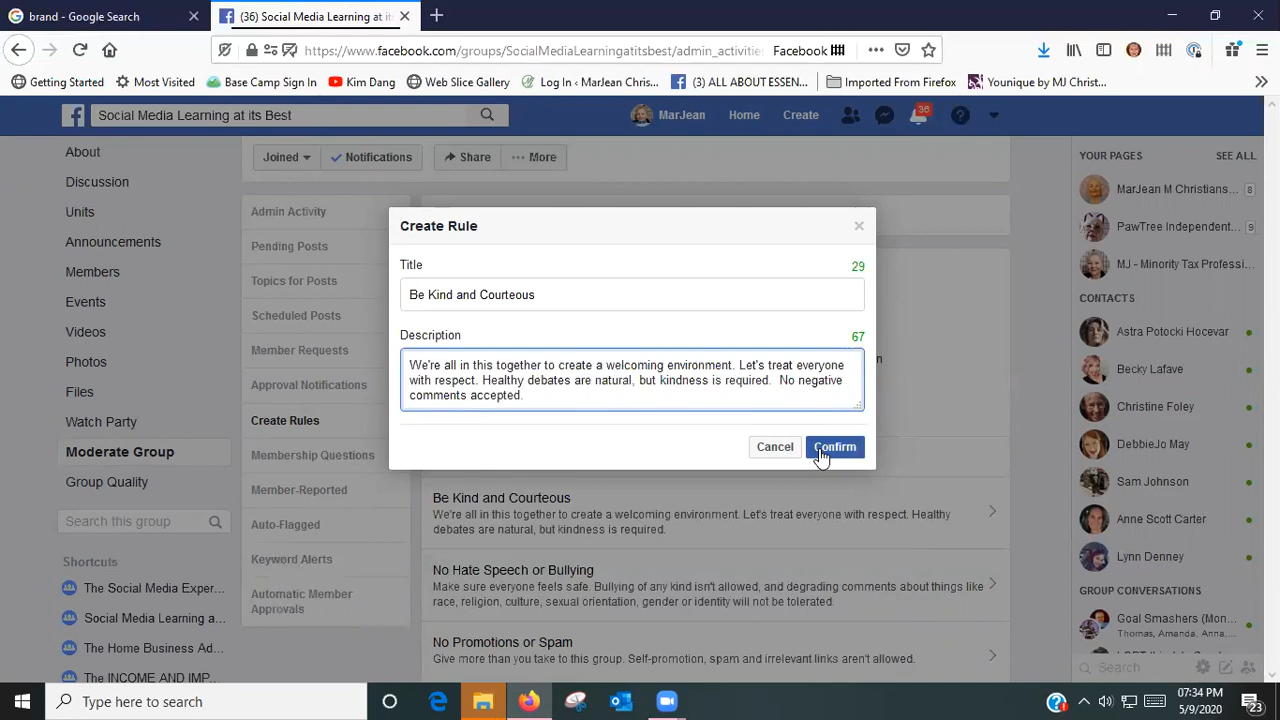 brand - Google Search
(36) Social Media Learning at its
https://www.facebook.com/groups/SocialMediaLearningatitsbest/admin_activitie
Facebook
Getting Started
Most Visited
Base Camp Sign In
Kim Dang
Web Slice Gallery
Log In ‹ MarJean Chris...
(3) ALL ABOUT ESSEN...
Imported From Firefox
Younique by MJ Christ...
Social Media Learning at its Best
MarJean
Home
Create
36
Joined
Notifications
Share
More
About
Discussion
Units
Announcements
Members
Events
Videos
Photos
Files
Watch Party
Moderate Group
Group Quality
Search this group
Shortcuts
The Social Media Exper...
Social Media Learning a...
The Home Business Ad...
The INCOME AND IMP...
Admin Activity
Pending Posts
Topics for Posts
Scheduled Posts
Member Requests
Approval Notifications
Create Rules
Membership Questions
Member-Reported
Auto-Flagged
Keyword Alerts
Automatic Member
Approvals
Create Rule
Title
29
Be Kind and Courteous
Description
67
We're all in this together to create a welcoming environment. Let's treat everyone
with respect. Healthy debates are natural, but kindness is required.  No negative
comments accepted.
Cancel
Confirm
Be Kind and Courteous
We're all in this together to create a welcoming environment. Let's treat everyone with respect. Healthy
debates are natural, but kindness is required.
No Hate Speech or Bullying
Make sure everyone feels safe. Bullying of any kind isn't allowed, and degrading comments about things like
race, religion, culture, sexual orientation, gender or identity will not be tolerated.
No Promotions or Spam
Give more than you take to this group. Self-promotion, spam and irrelevant links aren't allowed.
YOUR PAGES
SEE ALL
MarJean M Christians...
8
PawTree Independent...
9
MJ - Minority Tax Professi...
CONTACTS
Astra Potocki Hocevar
Becky Lafave
Christine Foley
DebbieJo May
Sam Johnson
Anne Scott Carter
Lynn Denney
GROUP CONVERSATIONS
Goal Smashers (Mon...
Thomas, Amanda, Anna,...
Search
Type here to search
07:34 PM
5/9/2020
23